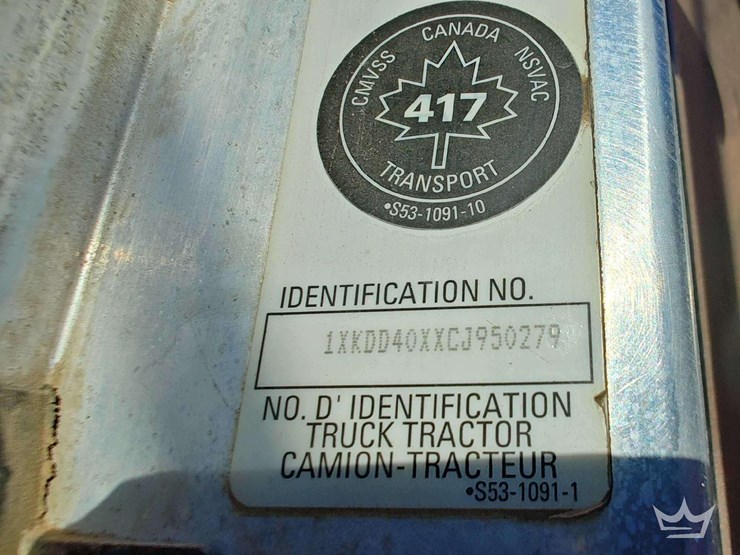 CMVSS CANADA NSVAC
417
TRANSPORT
•S53-1091-10
IDENTIFICATION NO.
1XKDD40XXCJ950279
NO. D' IDENTIFICATION
TRUCK TRACTOR
CAMION-TRACTEUR
•S53-1091-1